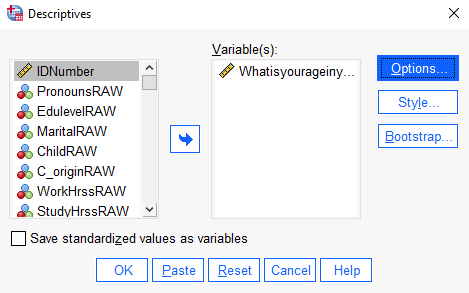 Descriptives
Variable(s):
IDNumber
PronounsRAW
EdulevelRAW
MaritalRAW
ChildRAW
C_originRAW
WorkHrssRAW
StudyHrssRAW
Whatisyourageiny...
Options...
Style...
Bootstrap...
Save standardized values as variables
OK Paste Reset Cancel Help